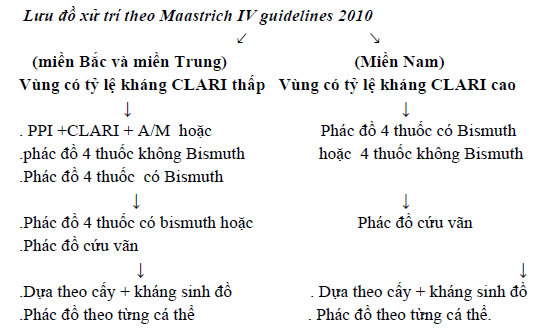 Lưu đồ xử trí theo Maastrich IV guidelines 2010
↙ ↘
(miền Bắc và miền Trung) (Miền Nam)
Vùng có tỷ lệ kháng CLARI thấp Vùng có tỷ lệ kháng CLARI cao
↓ ↓
. PPI +CLARI + A/M hoặc Phác đồ 4 thuốc có Bismuth
.phác đồ 4 thuốc không Bismuth hoặc 4 thuốc không Bismuth
.Phác đồ 4 thuốc có Bismuth
↓ ↓
.Phác đồ 4 thuốc có bismuth hoặc Phác đồ cứu vãn
.Phác đồ cứu vãn
↓ ↓
.Dựa theo cấy + kháng sinh đồ . Dựa theo cấy + kháng sinh đồ
.Phác đồ theo từng cá thể . Phác đồ theo từng cá thể.